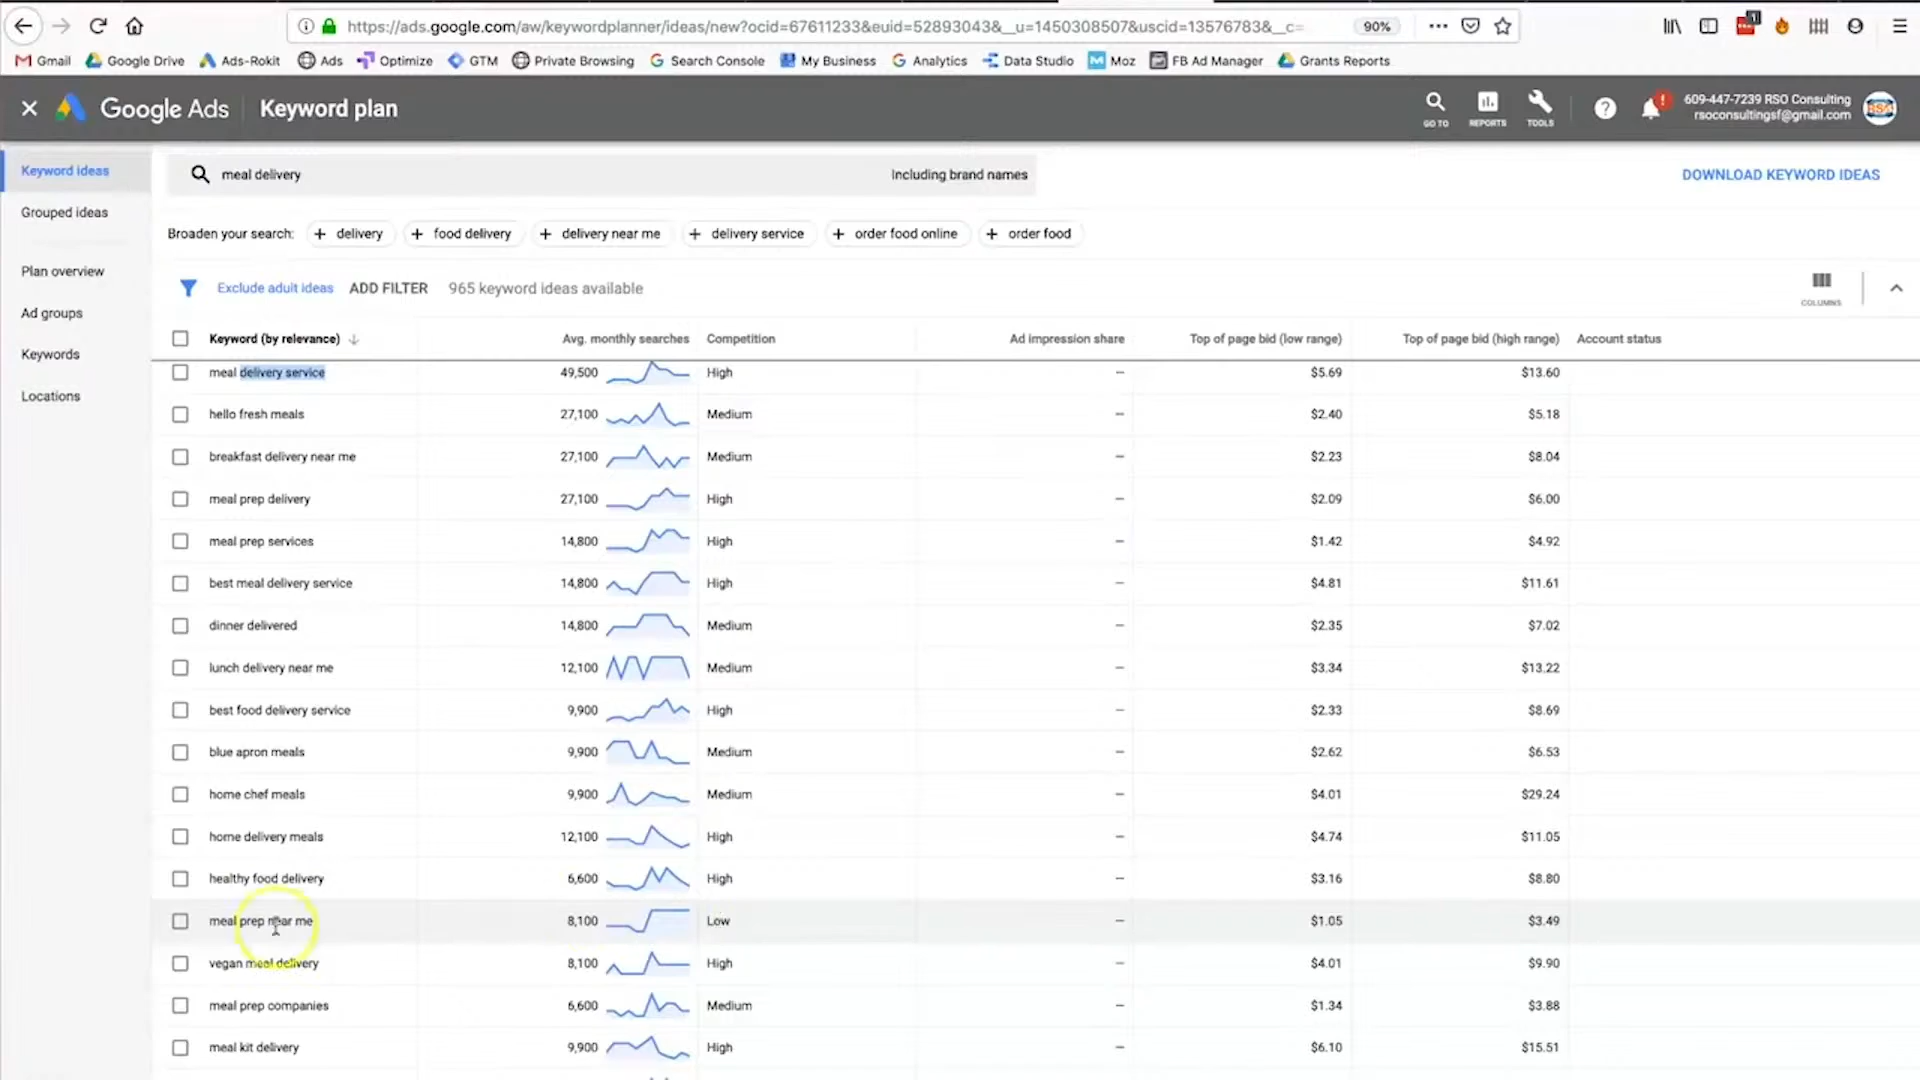 https://ads.google.com/aw/keywordplanner/ideas/new?ocid=67611233&euid=52893043&__u=1450308507&uscid=13576783&__c=
90%
1
Gmail Google Drive Ads-Rokit Ads Optimize GTM Private Browsing Search Console My Business Analytics Data Studio Moz FB Ad Manager Grants Reports
Google Ads Keyword plan
GO TO REPORTS TOOLS
609-447-7239 RSO Consulting
rsoconsultingsf@gmail.com
RSO
Keyword ideas
Grouped ideas
Plan overview
Ad groups
Keywords
Locations
meal delivery Including brand names DOWNLOAD KEYWORD IDEAS
Broaden your search: + delivery + food delivery + delivery near me + delivery service + order food online + order food
Exclude adult ideas ADD FILTER 965 keyword ideas available COLUMNS
Keyword (by relevance) Avg. monthly searches Competition Ad impression share Top of page bid (low range) Top of page bid (high range) Account status
meal delivery service 49,500 High – $5.69 $13.60
hello fresh meals 27,100 Medium – $2.40 $5.18
breakfast delivery near me 27,100 Medium – $2.23 $8.04
meal prep delivery 27,100 High – $2.09 $6.00
meal prep services 14,800 High – $1.42 $4.92
best meal delivery service 14,800 High – $4.81 $11.61
dinner delivered 14,800 Medium – $2.35 $7.02
lunch delivery near me 12,100 Medium – $3.34 $13.22
best food delivery service 9,900 High – $2.33 $8.69
blue apron meals 9,900 Medium – $2.62 $6.53
home chef meals 9,900 Medium – $4.01 $29.24
home delivery meals 12,100 High – $4.74 $11.05
healthy food delivery 6,600 High – $3.16 $8.80
meal prep near me 8,100 Low – $1.05 $3.49
vegan meal delivery 8,100 High – $4.01 $9.90
meal prep companies 6,600 Medium – $1.34 $3.88
meal kit delivery 9,900 High – $6.10 $15.51